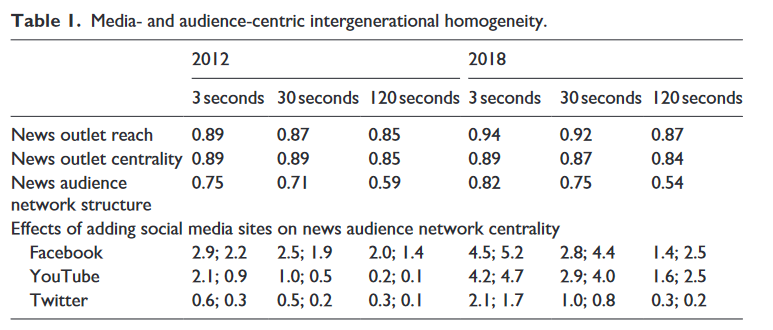 Table 1. Media- and audience-centric intergenerational homogeneity.
2012 2018
3 seconds 30 seconds 120 seconds 3 seconds 30 seconds 120 seconds
News outlet reach 0.89 0.87 0.85 0.94 0.92 0.87
News outlet centrality 0.89 0.89 0.85 0.89 0.87 0.84
News audience 0.75 0.71 0.59 0.82 0.75 0.54
network structure
Effects of adding social media sites on news audience network centrality
Facebook 2.9; 2.2 2.5; 1.9 2.0; 1.4 4.5; 5.2 2.8; 4.4 1.4; 2.5
YouTube 2.1; 0.9 1.0; 0.5 0.2; 0.1 4.2; 4.7 2.9; 4.0 1.6; 2.5
Twitter 0.6; 0.3 0.5; 0.2 0.3; 0.1 2.1; 1.7 1.0; 0.8 0.3; 0.2